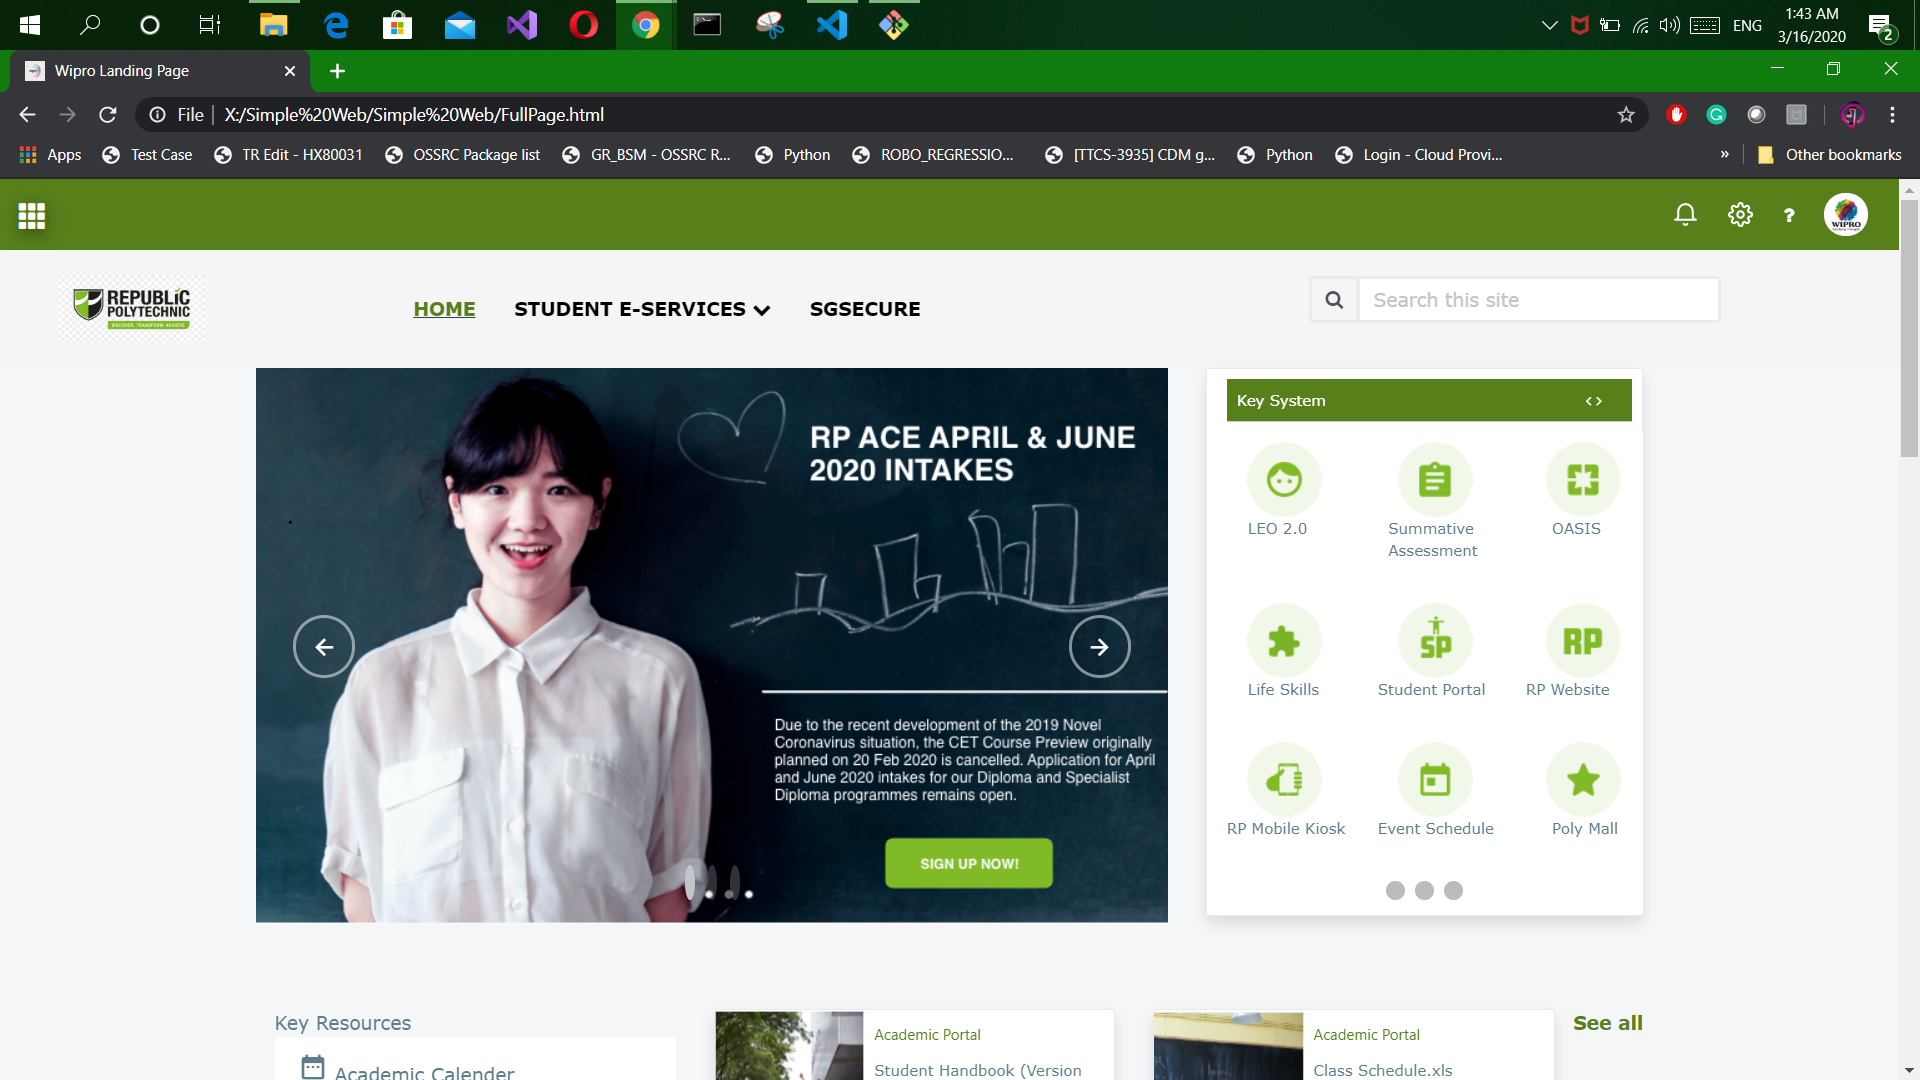 ENG
1:43 AM
3/16/2020
2
Wipro Landing Page
File
X:/Simple%20Web/Simple%20Web/FullPage.html
Apps
Test Case
TR Edit - HX80031
OSSRC Package list
GR_BSM - OSSRC R...
Python
ROBO_REGRESSIO...
[TTCS-3935] CDM g...
Python
Login - Cloud Provi...
»
Other bookmarks
?
WIPRO
REPUBLIC
POLYTECHNIC
DISCOVER. TRANSFORM. ACHIEVE
HOME
STUDENT E-SERVICES
SGSECURE
Search this site
RP ACE APRIL & JUNE
2020 INTAKES
Due to the recent development of the 2019 Novel
Coronavirus situation, the CET Course Preview originally
planned on 20 Feb 2020 is cancelled. Application for April
and June 2020 intakes for our Diploma and Specialist
Diploma programmes remains open.
SIGN UP NOW!
Key System
<>
LEO 2.0
Summative
Assessment
OASIS
SP
RP
Life Skills
Student Portal
RP Website
RP Mobile Kiosk
Event Schedule
Poly Mall
Key Resources
Academic Calender
Academic Portal
Student Handbook (Version
Academic Portal
Class Schedule.xls
See all